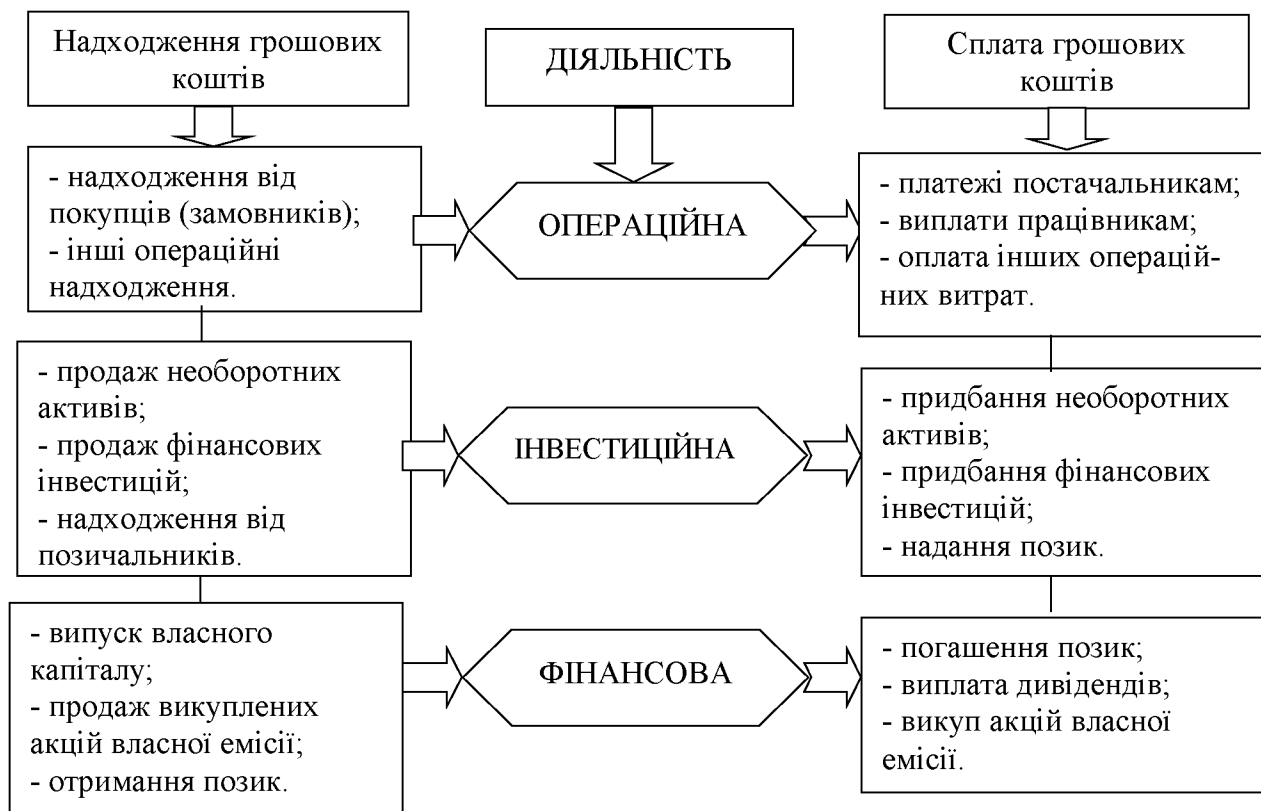 Надходження грошових
коштів
ДІЯЛЬНІСТЬ
Сплата грошових
коштів
- надходження від
покупців (замовників);
- інші операційні
надходження.
ОПЕРАЦІЙНА
- платежі постачальникам;
- виплати працівникам;
- оплата інших операцій-
них витрат.
- продаж необоротних
активів;
- продаж фінансових
інвестицій;
- надходження від
позичальників.
ІНВЕСТИЦІЙНА
- придбання необоротних
активів;
- придбання фінансових
інвестицій;
- надання позик.
- випуск власного
капіталу;
- продаж викуплених
акцій власної емісії;
- отримання позик.
ФІНАНСОВА
- погашення позик;
- виплата дивідендів;
- викуп акцій власної
емісії.